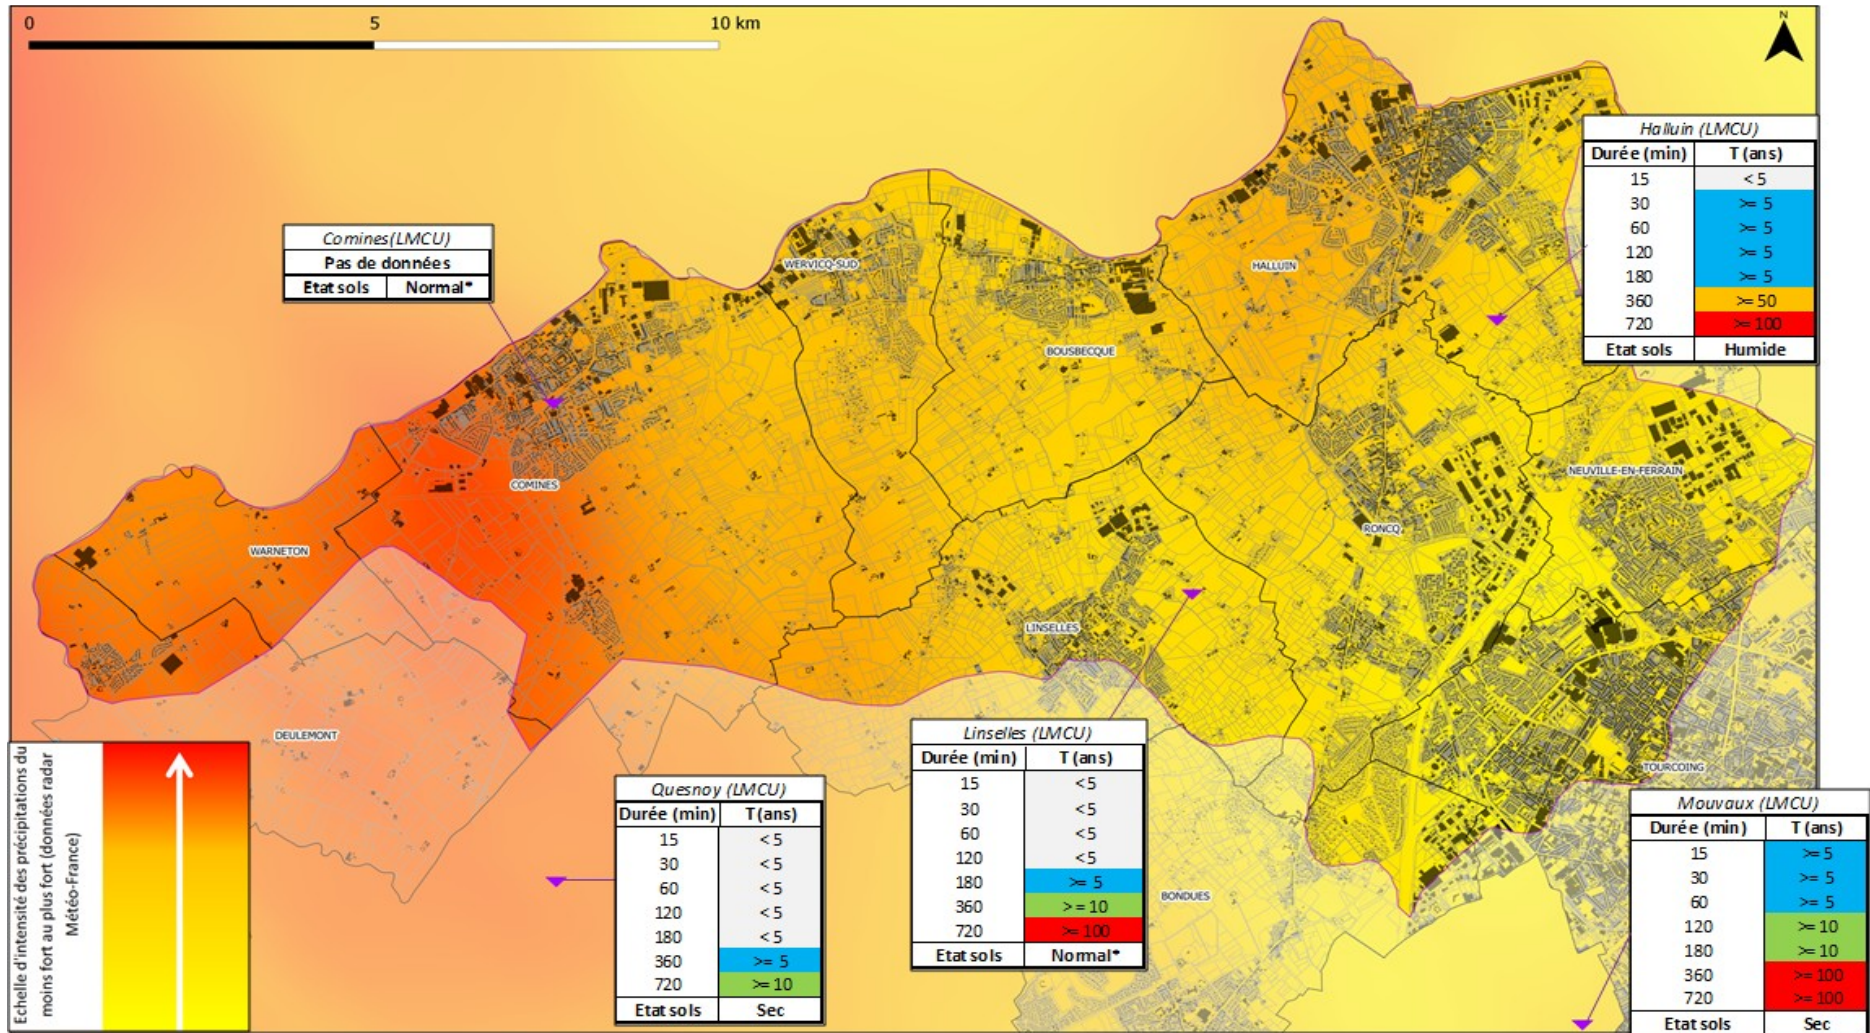 0 5 10 km
N
Halluin (LMCU)
Durée (min) T (ans)
15 < 5
30 >= 5
60 >= 5
120 >= 5
180 >= 5
360 >= 50
720 >= 100
Etat sols Humide
Comines(LMCU)
Pas de données
Etat sols Normal*
WERVICQ-SUD
HALLUIN
BOUSBECQUE
NEUVILLE-EN-FERRAIN
COMINES
RONCQ
WARNETON
LINSELLES
DEULEMONT
TOURCOING
BONDUES
Echelle d'intensité des précipitations du
moins fort au plus fort (données radar
Météo-France)
Quesnoy (LMCU)
Durée (min) T (ans)
15 < 5
30 < 5
60 < 5
120 < 5
180 < 5
360 >= 5
720 >= 10
Etat sols Sec
Linselles (LMCU)
Durée (min) T (ans)
15 < 5
30 < 5
60 < 5
120 < 5
180 >= 5
360 >= 10
720 >= 100
Etat sols Normal*
Mouvaux (LMCU)
Durée (min) T (ans)
15 >= 5
30 >= 5
60 >= 5
120 >= 10
180 >= 10
360 >= 100
720 >= 100
Etat sols Sec